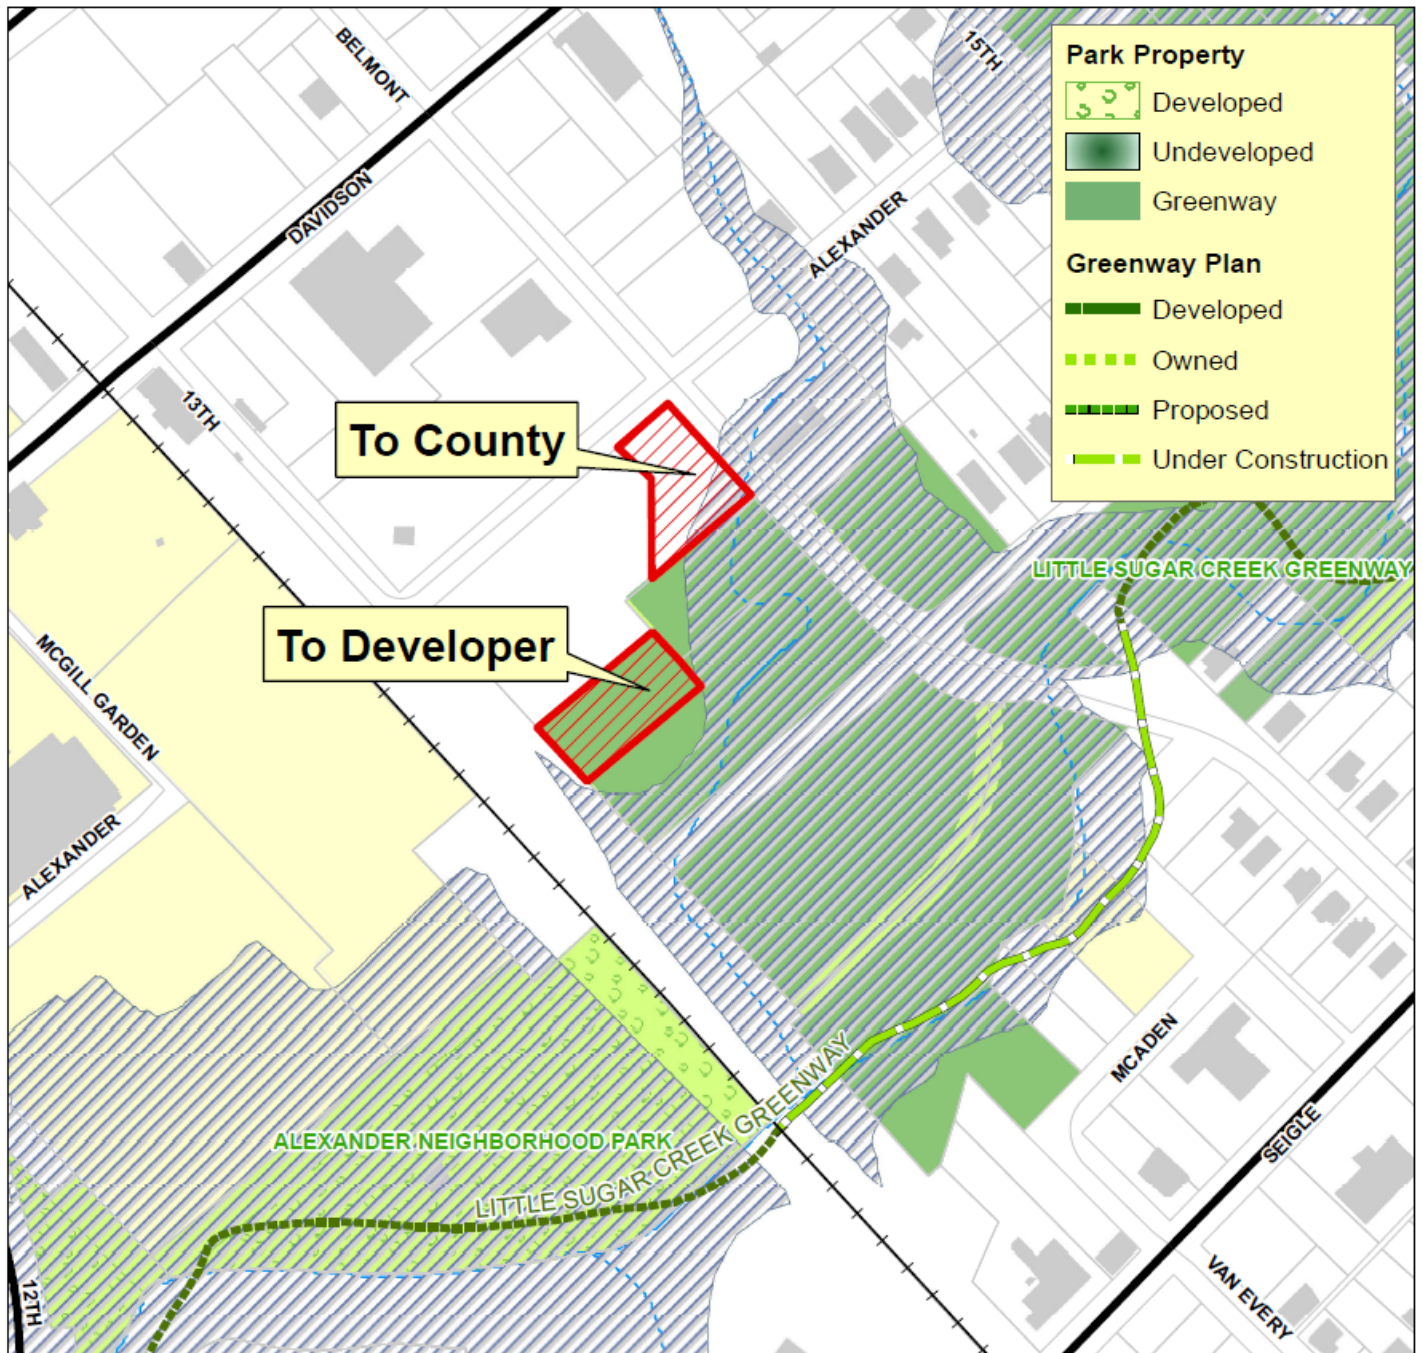 BELMONT
15TH
DAVIDSON
ALEXANDER
13TH
To County
To Developer
MCGILL GARDEN
ALEXANDER
LITTLE SUGAR CREEK GREENWAY
ALEXANDER NEIGHBORHOOD PARK
LITTLE SUGAR CREEK GREENWAY
MCADEN
SEIGLE
VAN EVERY
12TH
Park Property
Developed
Undeveloped
Greenway
Greenway Plan
Developed
Owned
Proposed
Under Construction